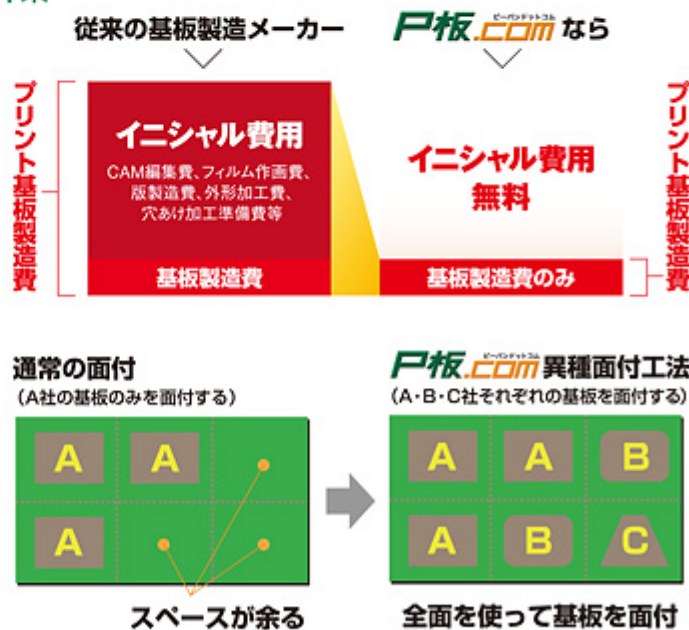 従来の基板製造メーカー
ピーバンドットコム
P板.comなら
プリント基板製造費
イニシャル費用
CAM編集費、フィルム作画費、
版製造費、外形加工費、
穴あけ加工準備費等
基板製造費
イニシャル費用
無料
基板製造費のみ
プリント基板製造費
通常の面付
(A社の基板のみを面付する)
A
A
A
スペースが余る
ピーバンドットコム
P板.com異種面付工法
(A・B・C社それぞれの基板を面付する)
A
A
B
A
B
C
全面を使って基板を面付